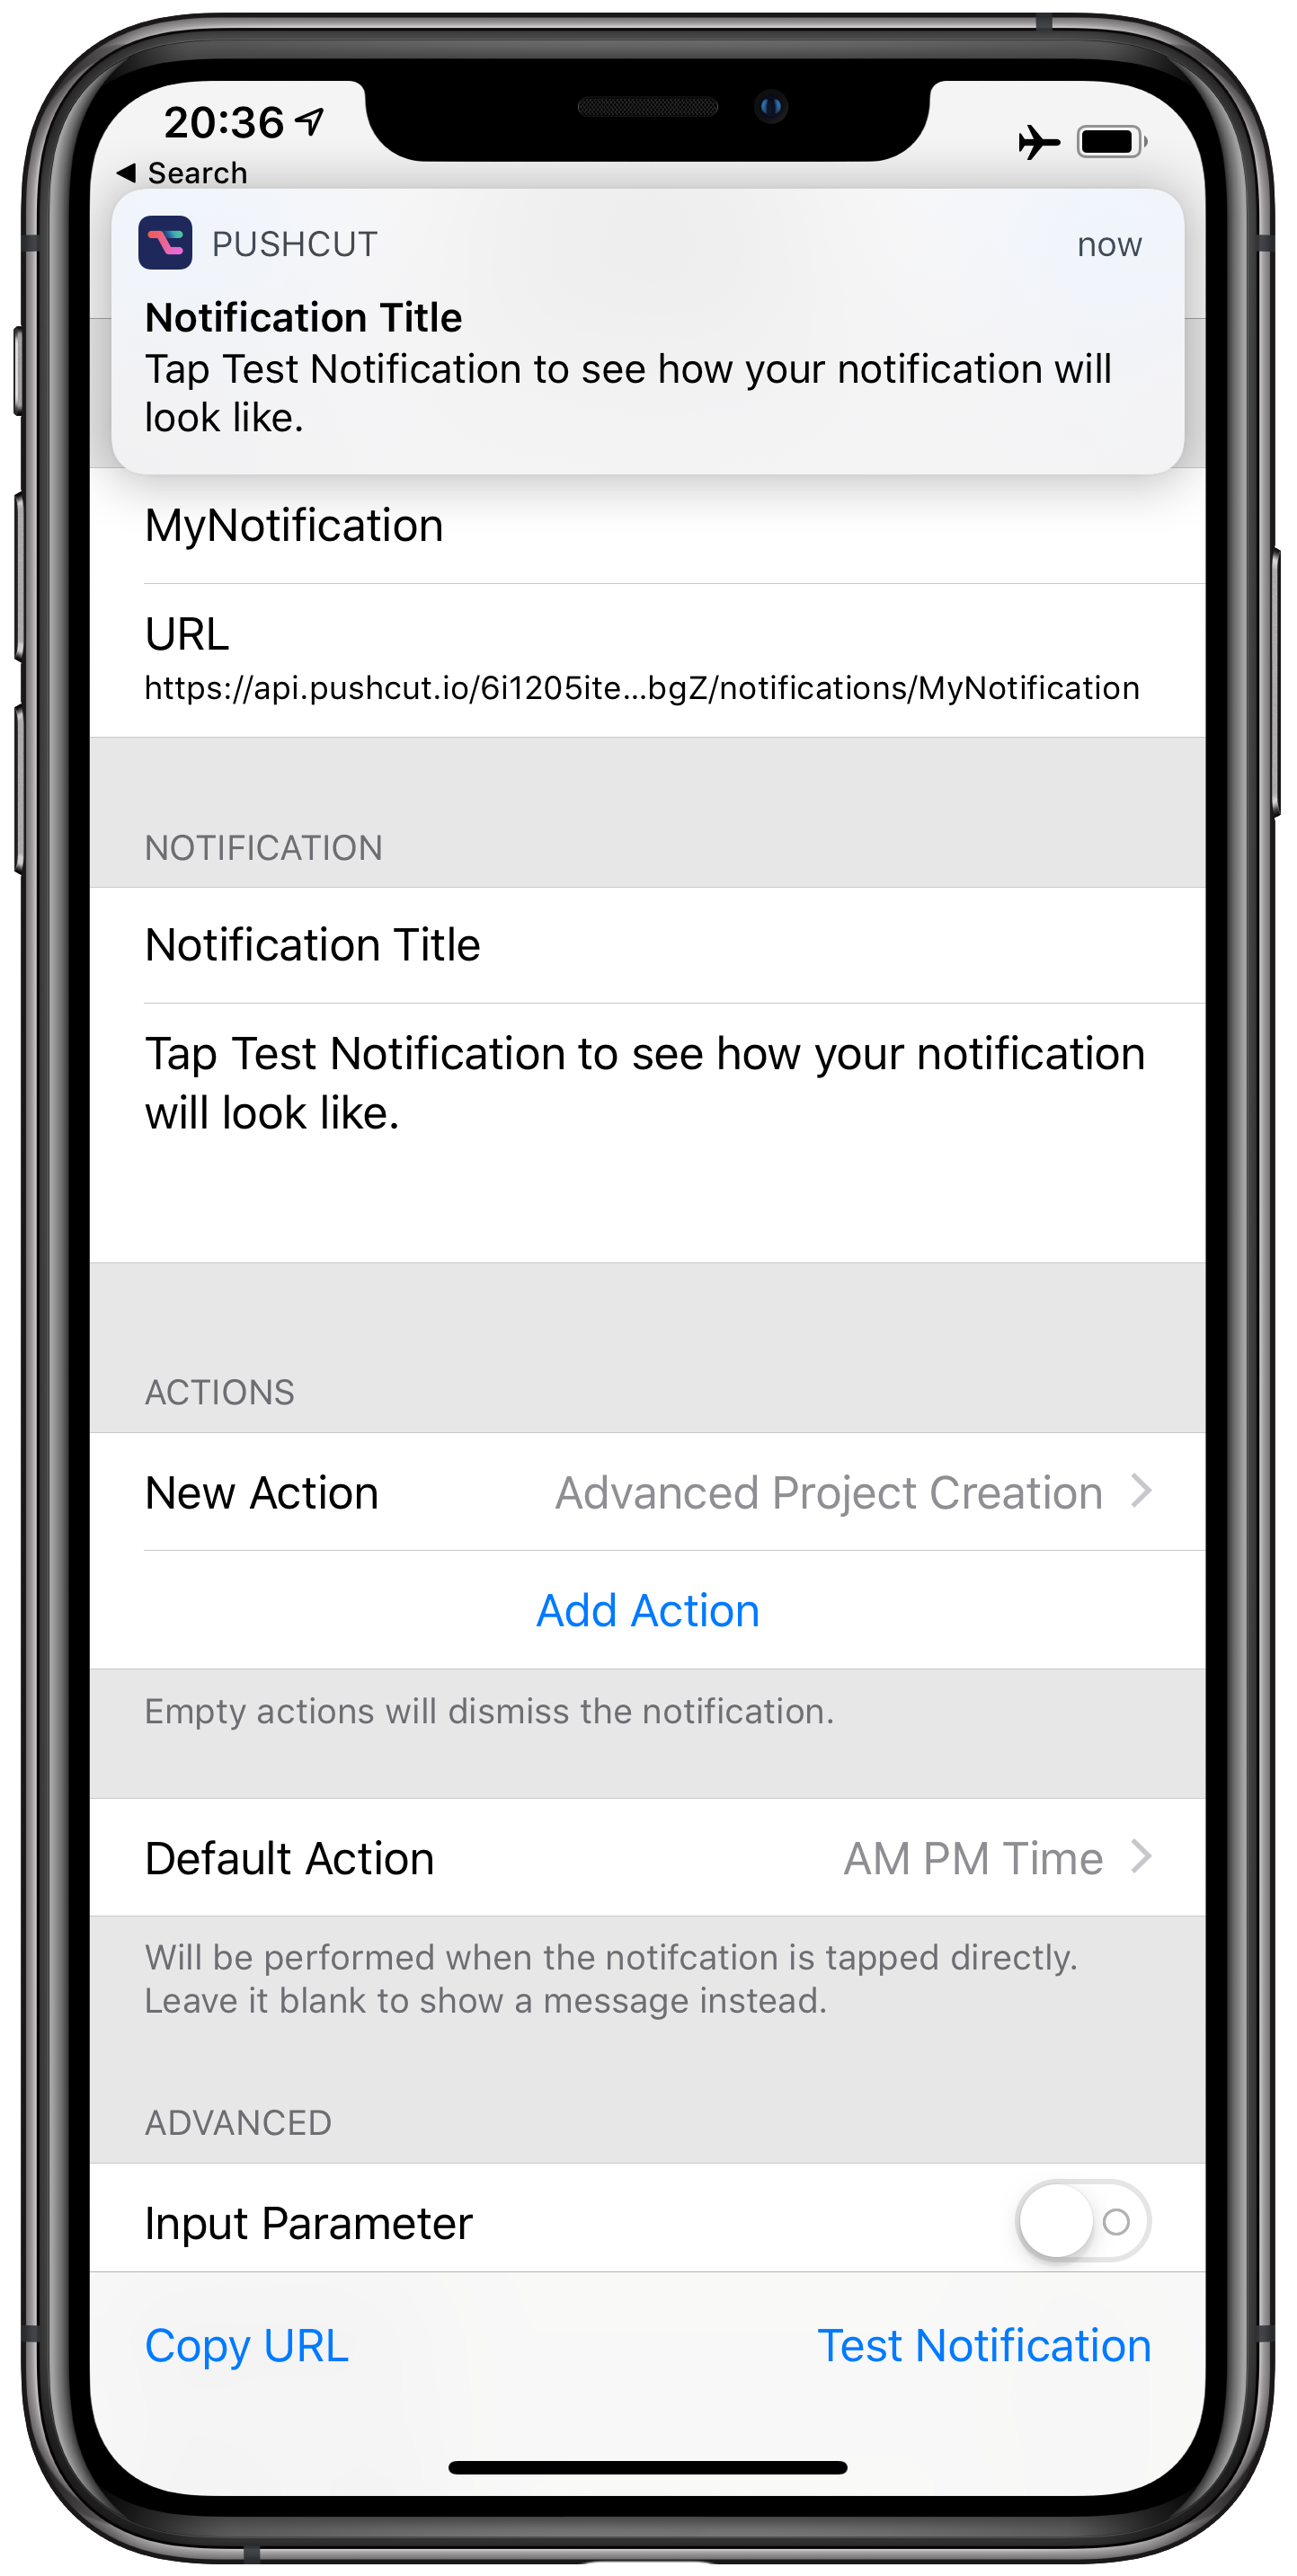 20:36
Search
PUSHCUT now
Notification Title
Tap Test Notification to see how your notification will
look like.
MyNotification
URL
https://api.pushcut.io/6i1205ite...bgZ/notifications/MyNotification
NOTIFICATION
Notification Title
Tap Test Notification to see how your notification
will look like.
ACTIONS
New Action Advanced Project Creation
Add Action
Empty actions will dismiss the notification.
Default Action AM PM Time
Will be performed when the notifcation is tapped directly.
Leave it blank to show a message instead.
ADVANCED
Input Parameter
Copy URL Test Notification